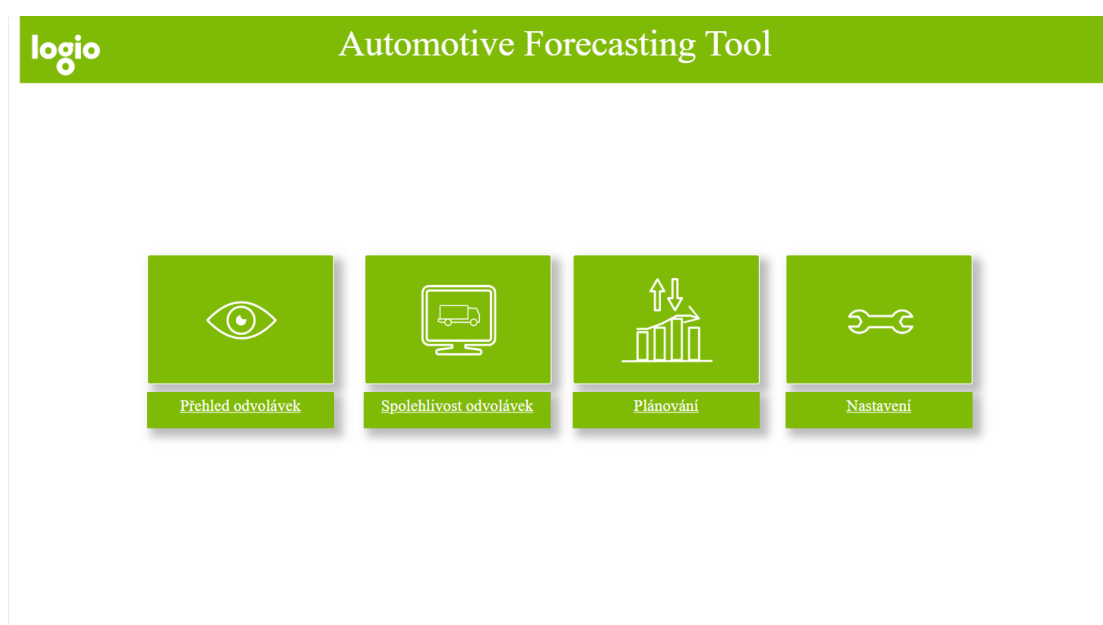 logio
Automotive Forecasting Tool
Přehled odvolávek
Spolehlivost odvolávek
Plánování
Nastavení